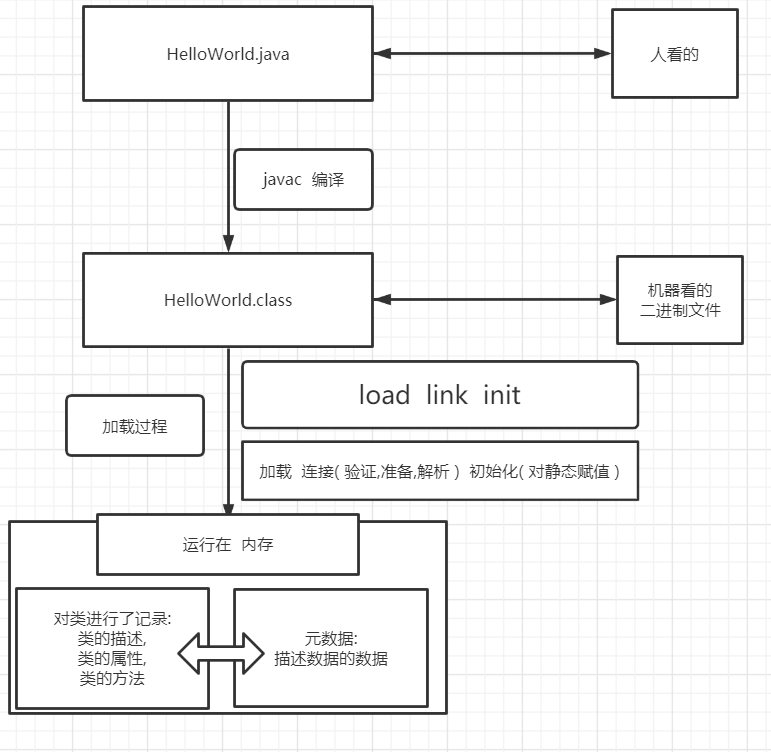 HelloWorld.java
人看的
javac 编译
HelloWorld.class
机器看的
二进制文件
load link init
加载过程
加载 连接( 验证,准备,解析 ) 初始化( 对静态赋值 )
运行在 内存
对类进行了记录:
类的描述,
类的属性,
类的方法
元数据:
描述数据的数据